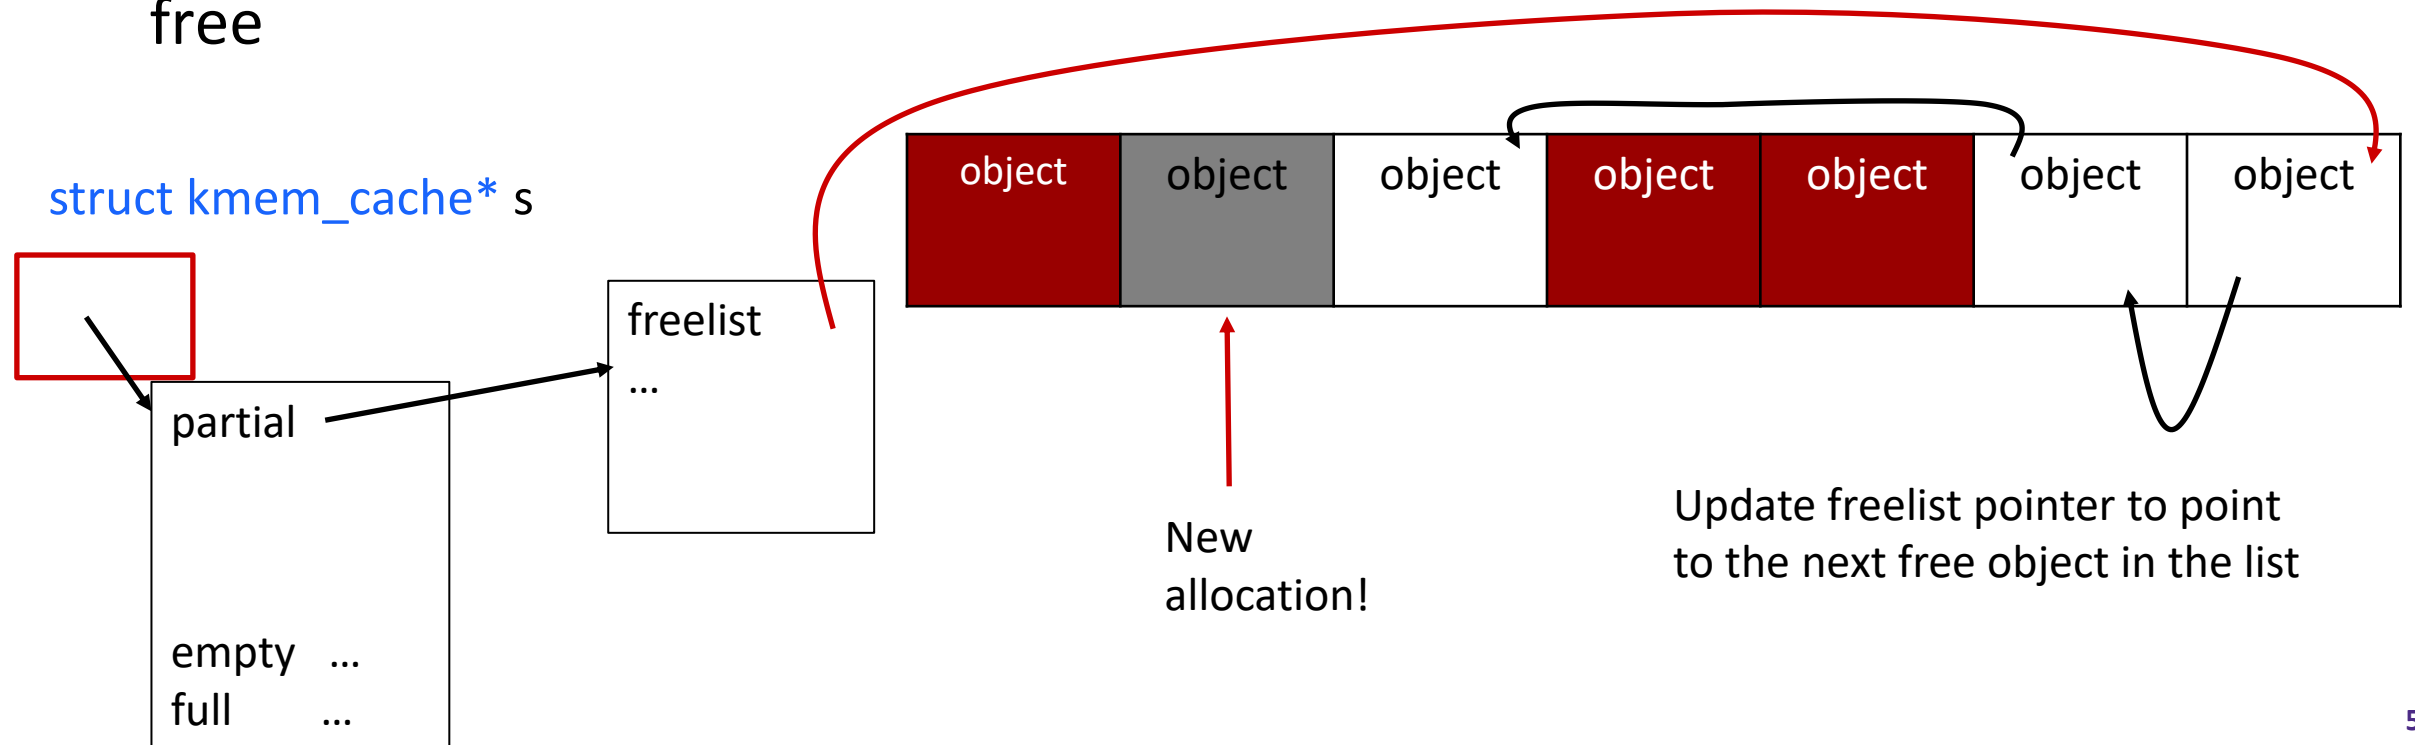 free
struct kmem_cache* s
object object object object object object object
freelist
...
partial
New
allocation!
Update freelist pointer to point
to the next free object in the list
empty ...
full ...
5